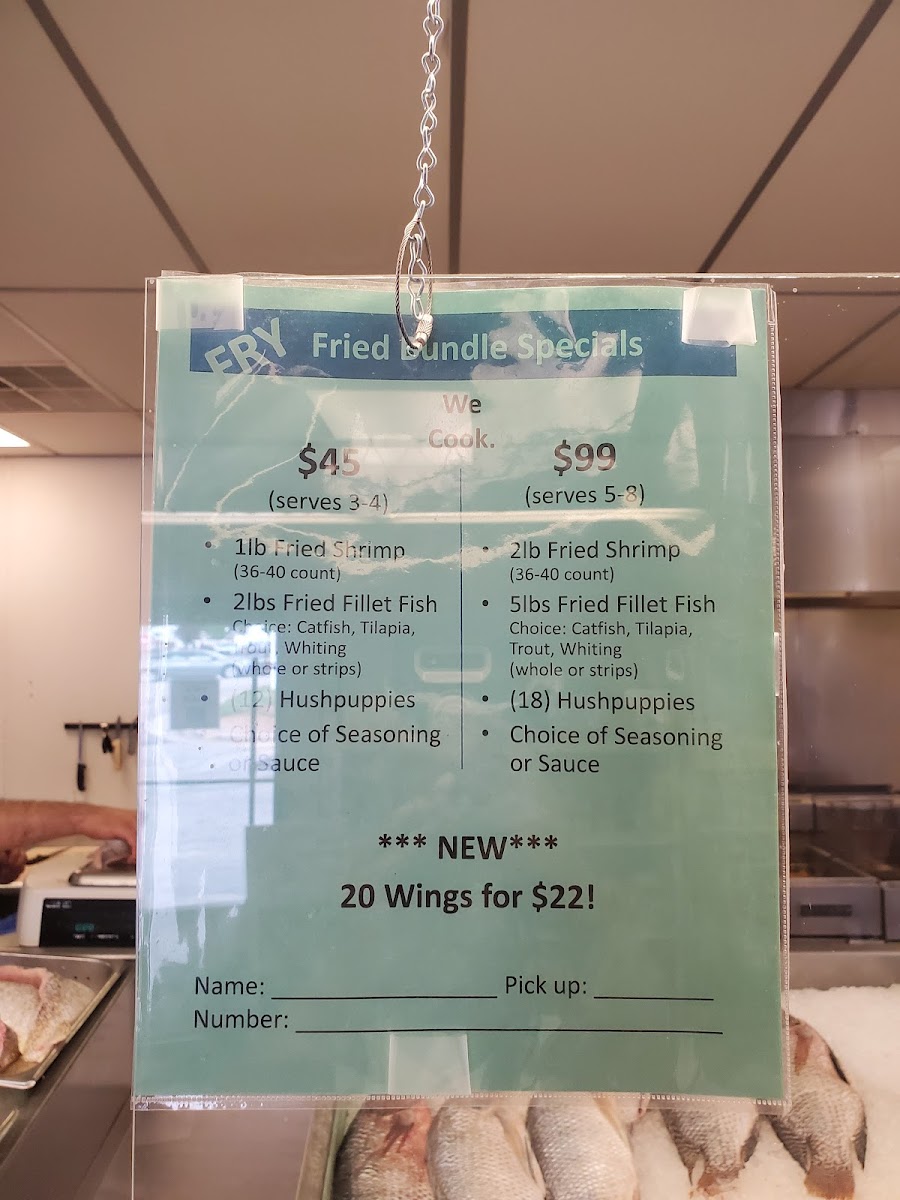 FRY
Fried Bundle Specials
We
Cook.
$45
(serves 3-4)
• 1lb Fried Shrimp
(36-40 count)
• 2lbs Fried Fillet Fish
Choice: Catfish, Tilapia,
Trout, Whiting
(whole or strips)
• (12) Hushpuppies
• Choice of Seasoning
or Sauce
$99
(serves 5-8)
• 2lb Fried Shrimp
(36-40 count)
• 5lbs Fried Fillet Fish
Choice: Catfish, Tilapia,
Trout, Whiting
(whole or strips)
• (18) Hushpuppies
• Choice of Seasoning
or Sauce
*** NEW***
20 Wings for $22!
Name: ____________ Pick up: ________
Number: ____________________